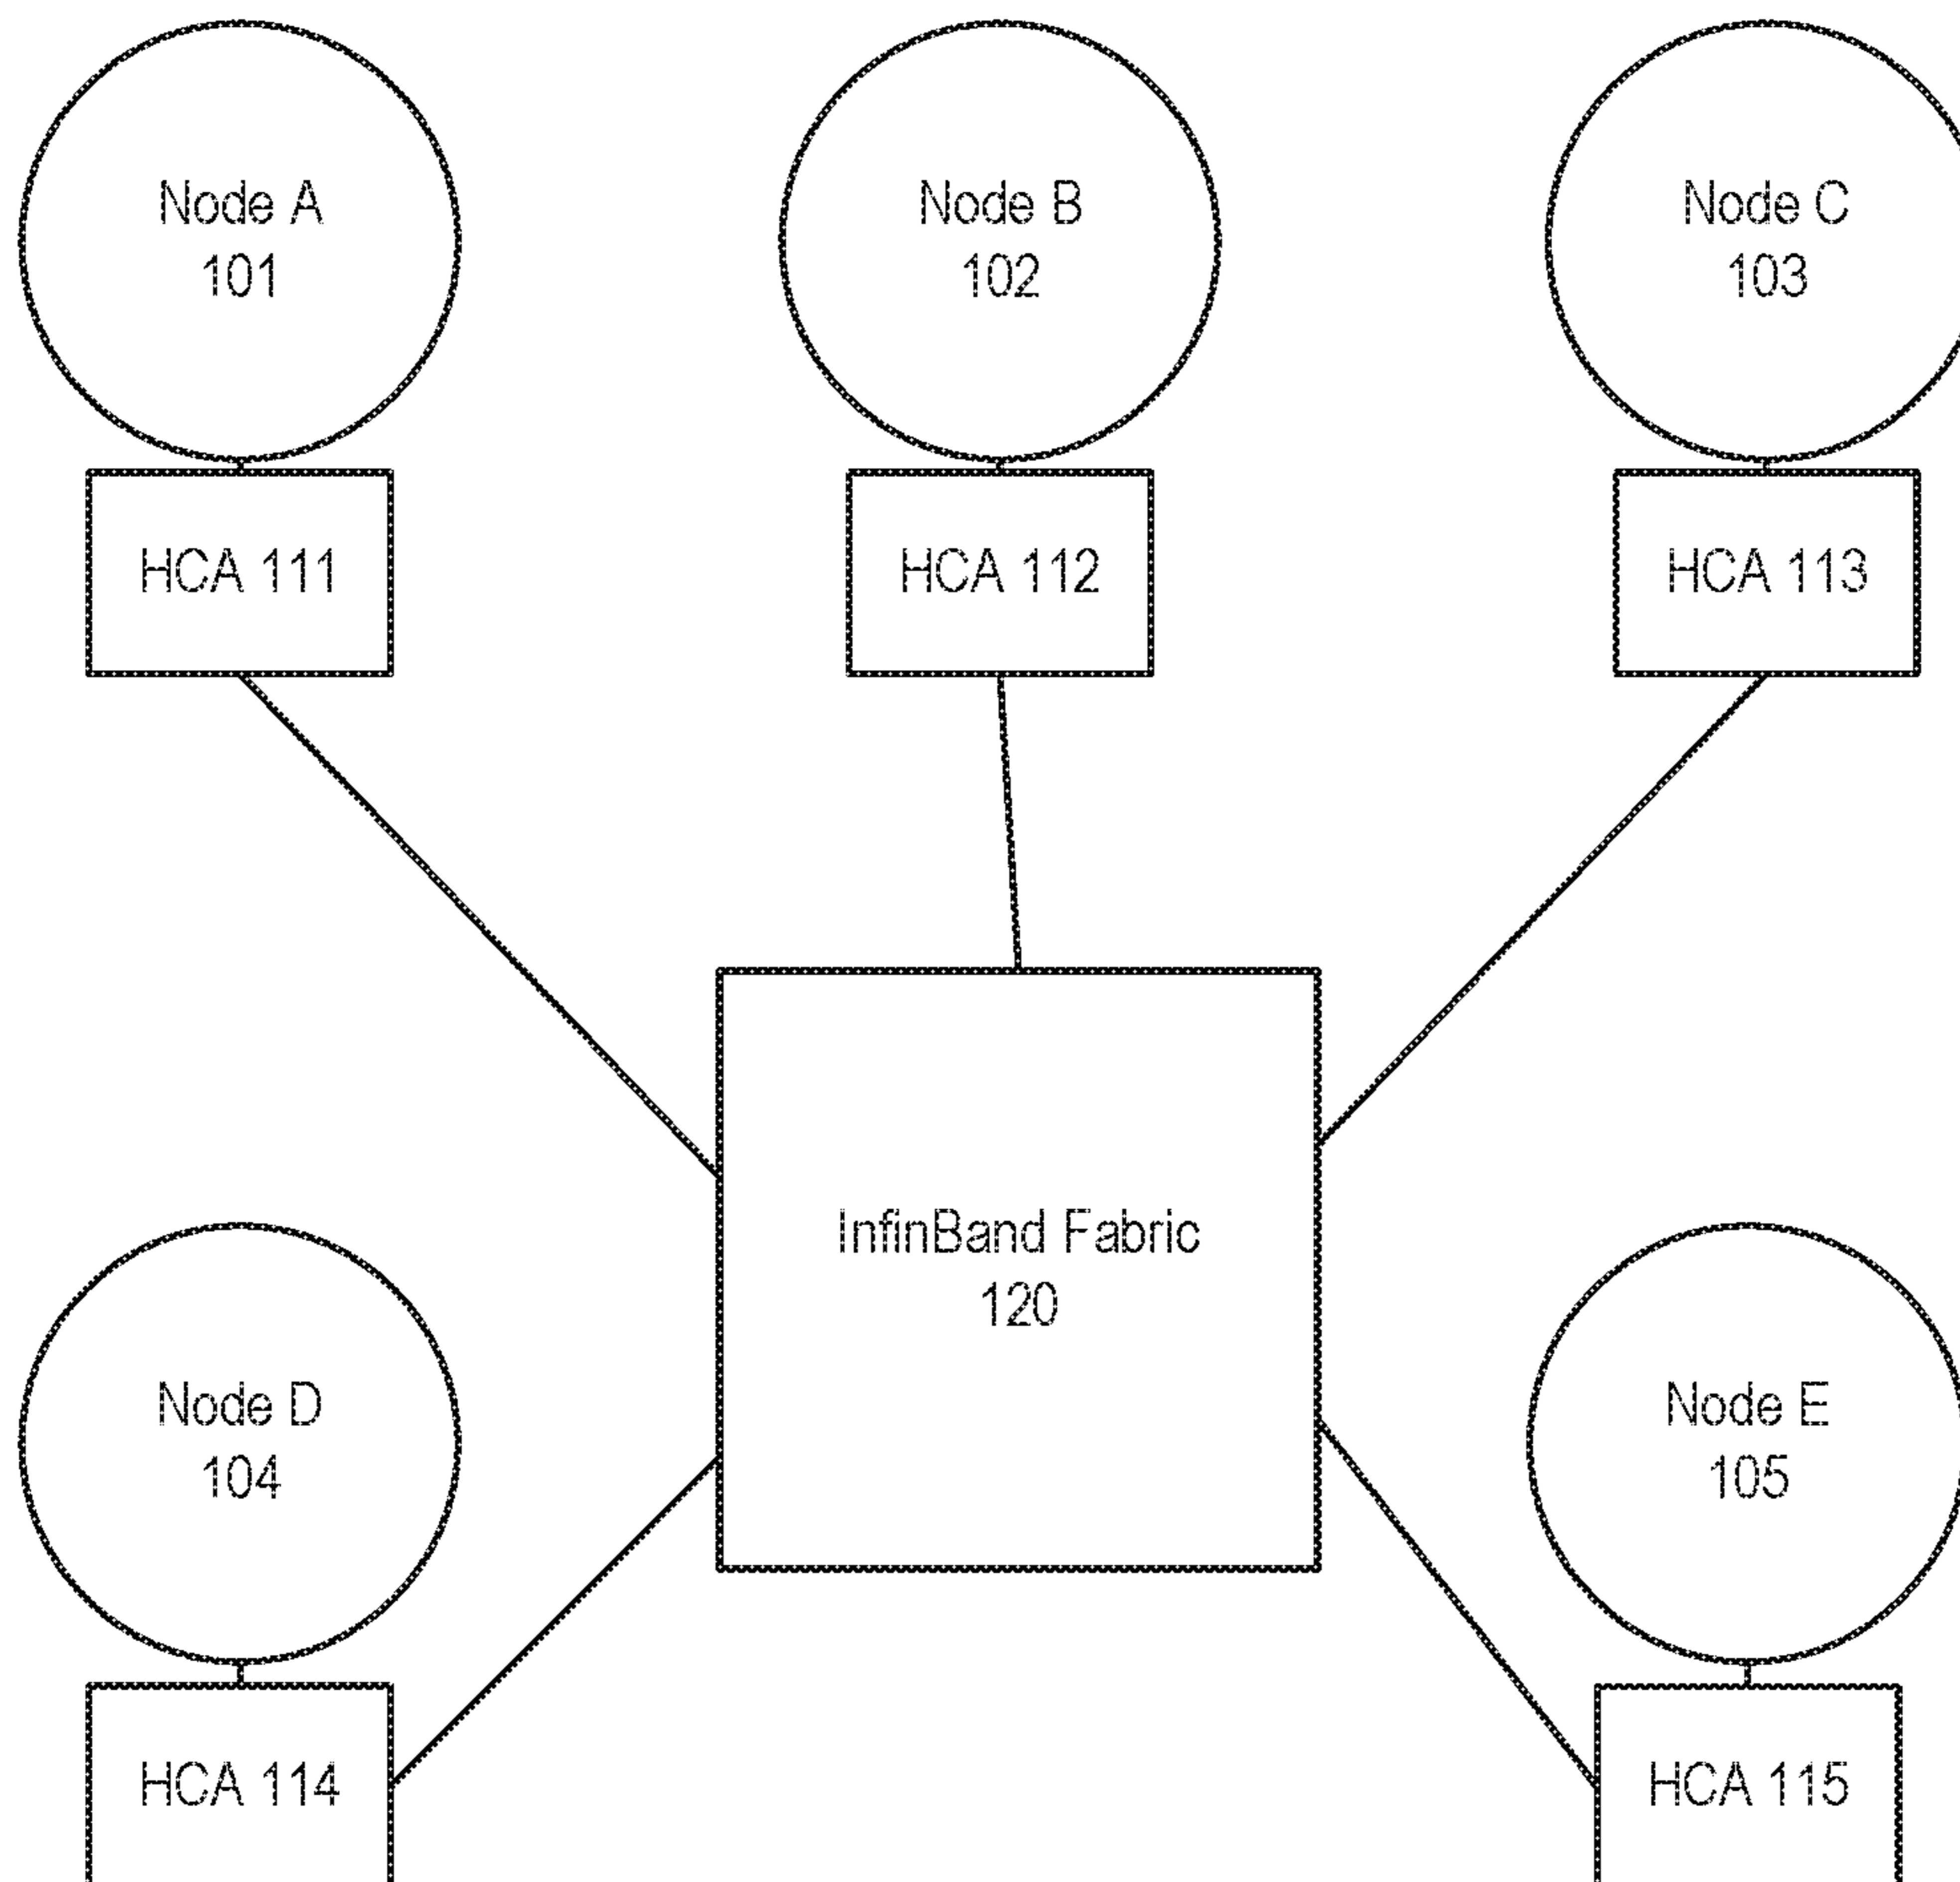 Node A
101
Node B
102
Node C
103
HCA 111
HCA 112
HCA 113
InfinBand Fabric
120
Node D
104
Node E
105
HCA 114
HCA 115